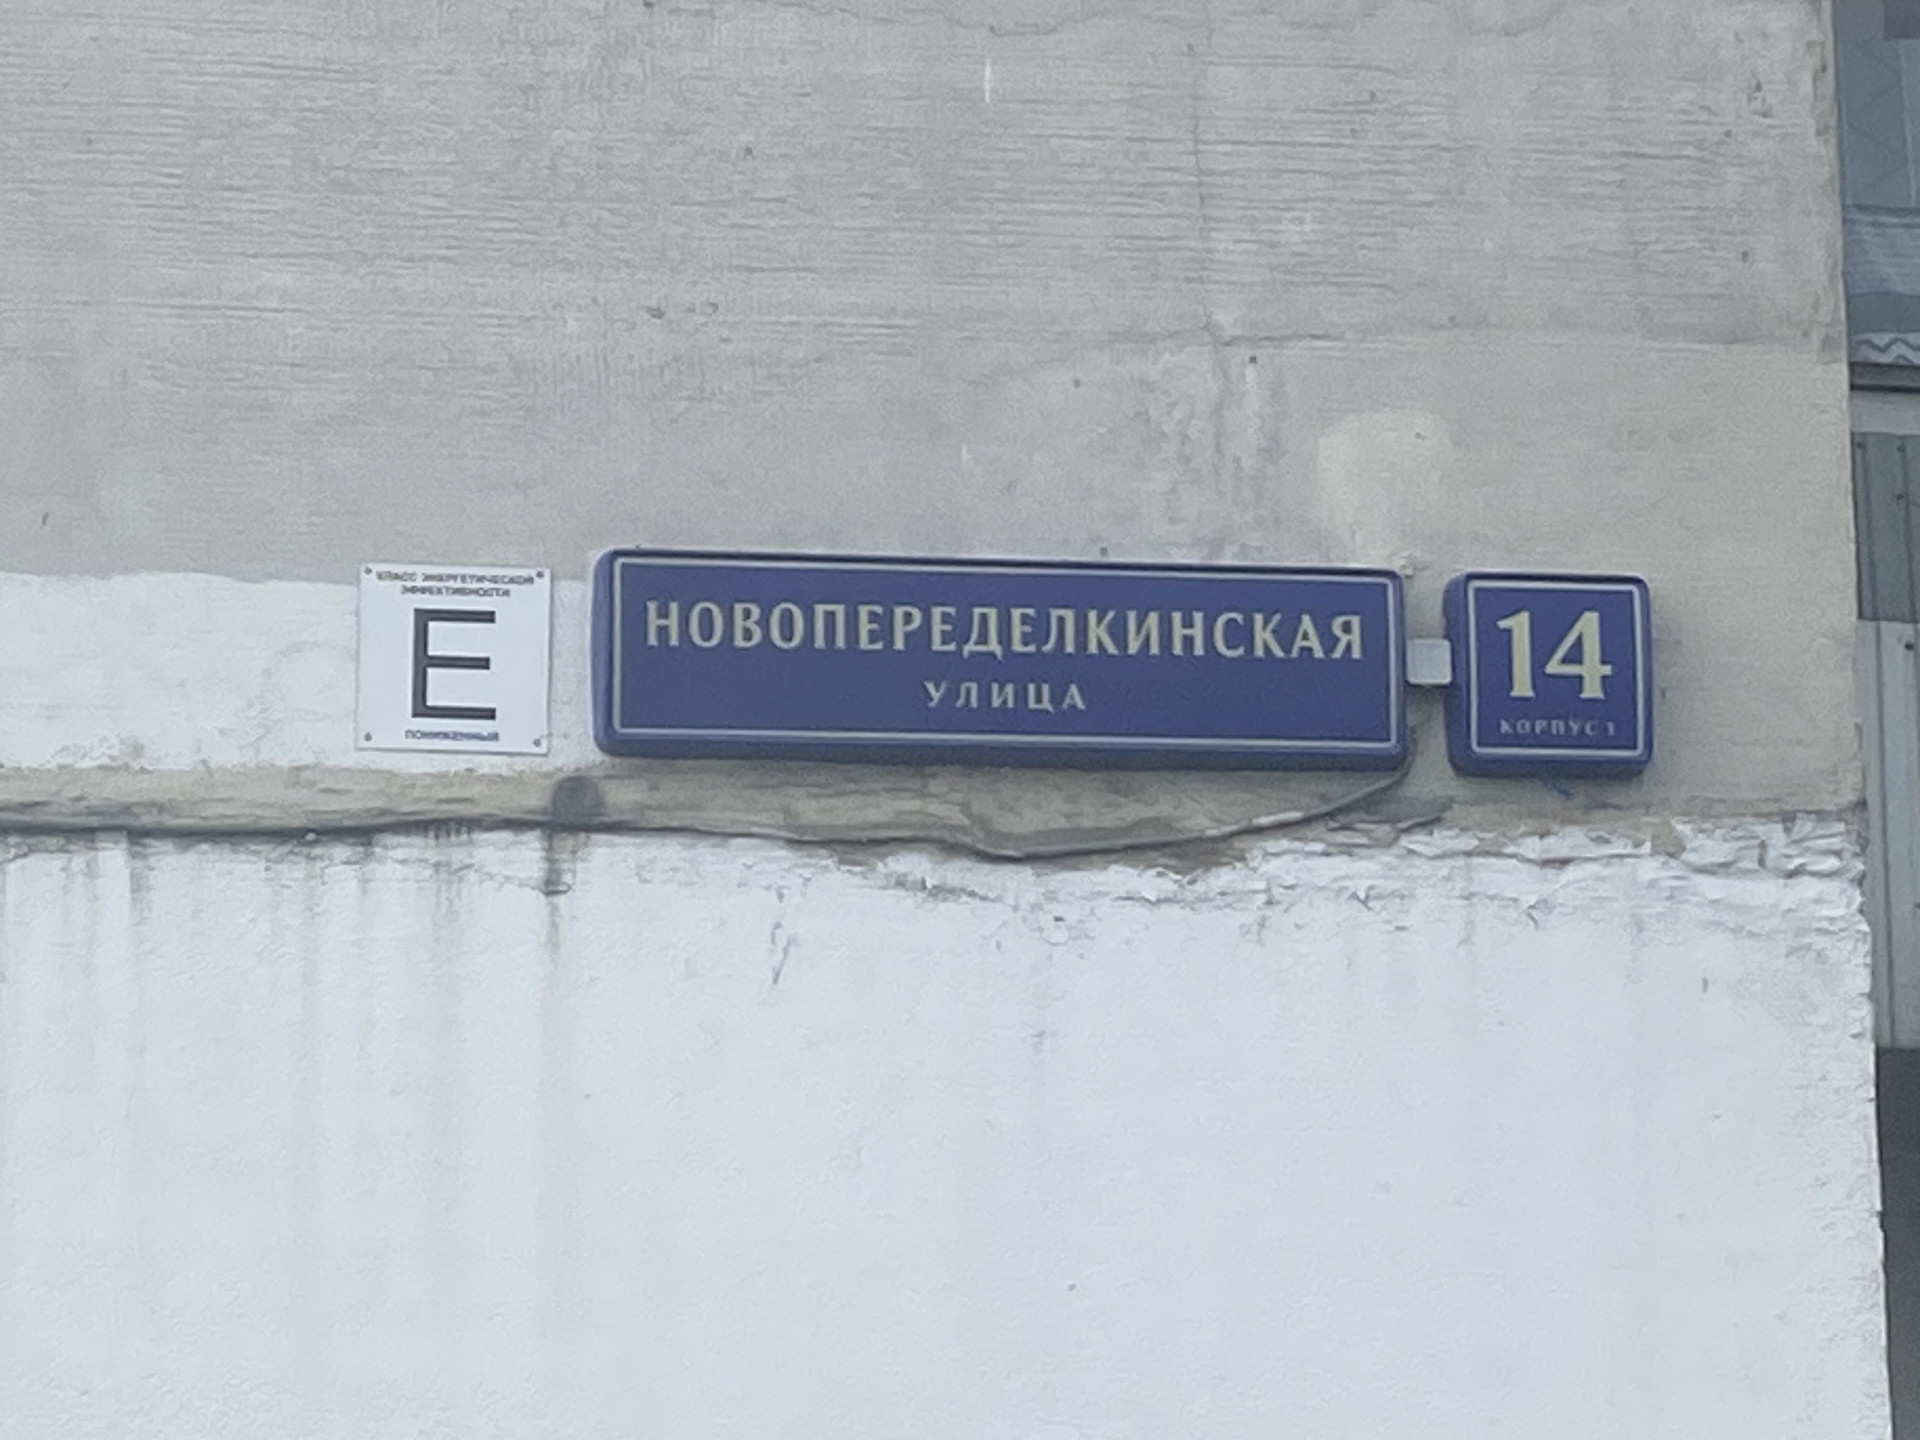 КЛАСС ЭНЕРГЕТИЧЕСКОЙ
ЭФФЕКТИВНОСТИ
E
ПОНИЖЕННЫЙ
НОВОПЕРЕДЕЛКИНСКАЯ
УЛИЦА
14
КОРПУС 1